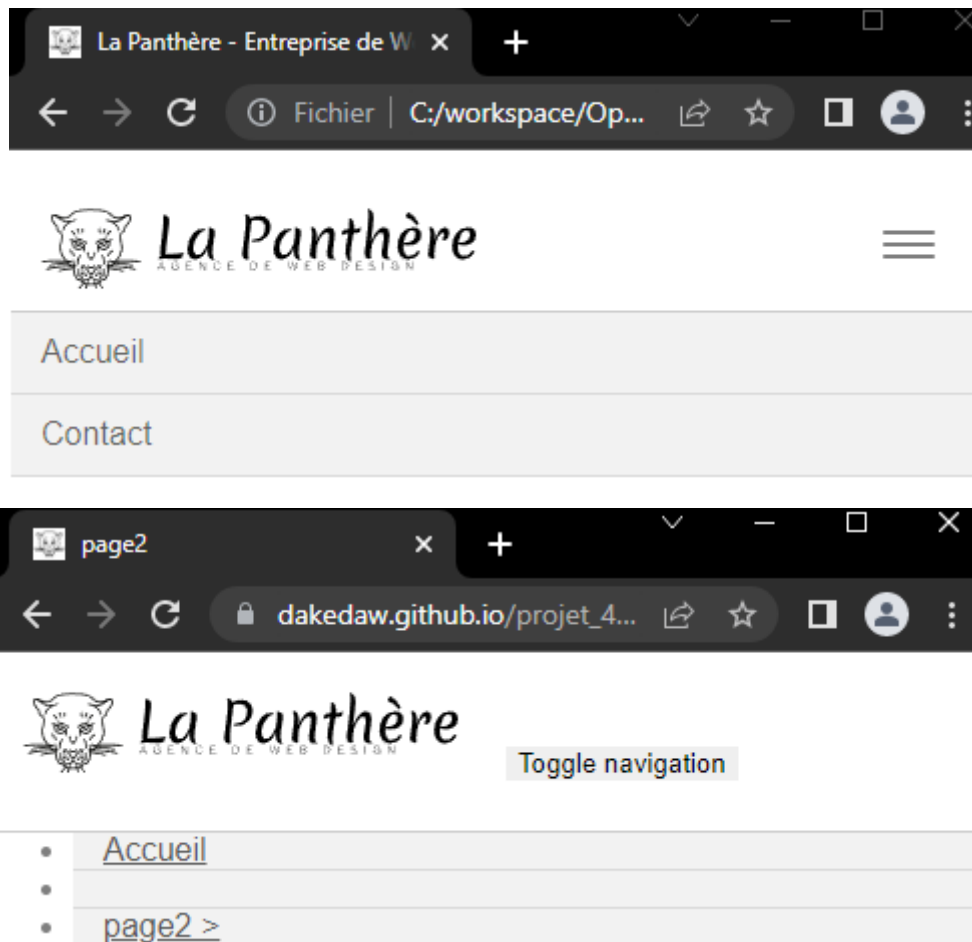 La Panthère - Entreprise de W
Fichier | C:/workspace/Op...
La Panthère
AGENCE DE WEB DESIGN
Accueil
Contact
page2
dakedaw.github.io/projet_4...
La Panthère
AGENCE DE WEB DESIGN
Toggle navigation
Accueil
page2 >